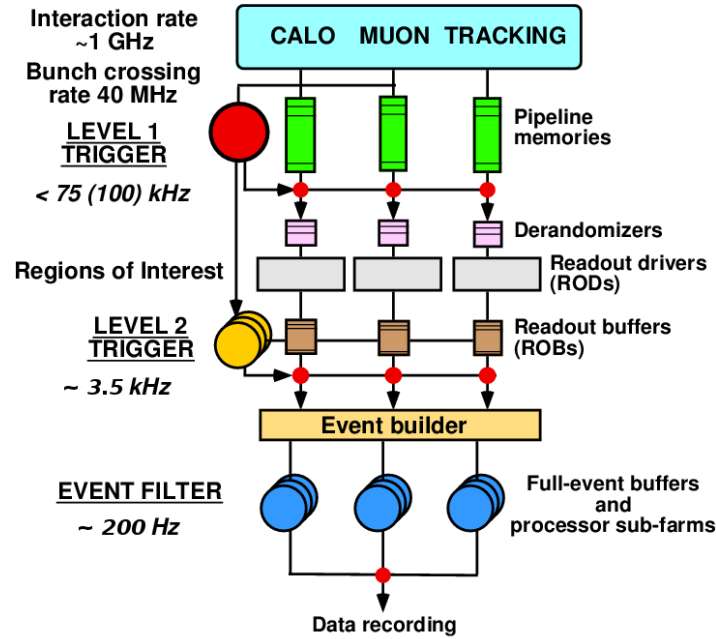 Interaction rate
~1 GHz
CALO MUON TRACKING
Bunch crossing
rate 40 MHz
LEVEL 1
TRIGGER
< 75 (100) kHz
Pipeline
memories
Derandomizers
Regions of Interest
Readout drivers
(RODs)
LEVEL 2
TRIGGER
~ 3.5 kHz
Readout buffers
(ROBs)
Event builder
EVENT FILTER
~ 200 Hz
Full-event buffers
and
processor sub-farms
Data recording